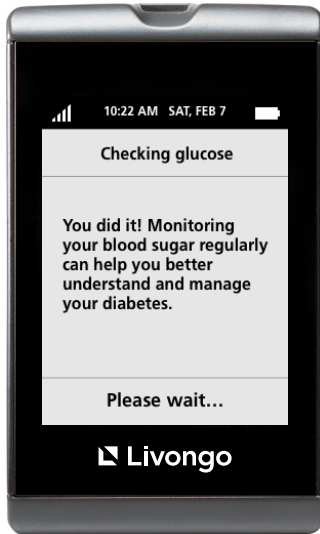 10:22 AM SAT, FEB 7
Checking glucose
You did it! Monitoring
your blood sugar regularly
can help you better
understand and manage
your diabetes.
Please wait...
Livongo